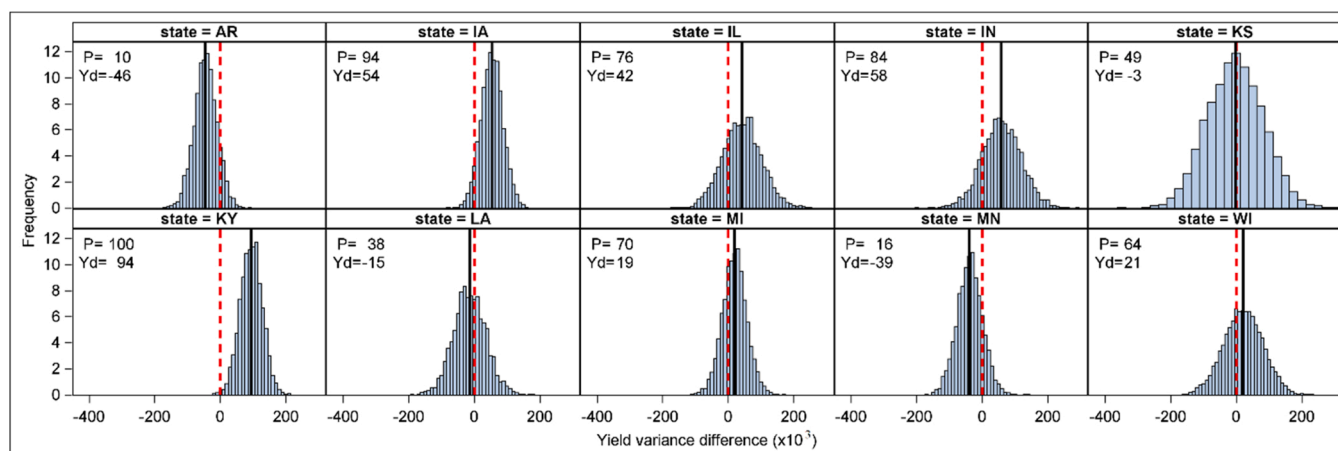 state = AR
state = IA
state = IL
state = IN
state = KS
P= 10
Yd=-46
P= 94
Yd= 54
P= 76
Yd= 42
P= 84
Yd= 58
P= 49
Yd= -3
12
10
8
6
4
2
0
Frequency
state = KY
state = LA
state = MI
state = MN
state = WI
P= 100
Yd= 94
P= 38
Yd=-15
P= 70
Yd= 19
P= 16
Yd=-39
P= 64
Yd= 21
12
10
8
6
4
2
0
-400 -200 0 200
-400 -200 0 200
-400 -200 0 200
-400 -200 0 200
-400 -200 0 200
Yield variance difference (x10⁻³)